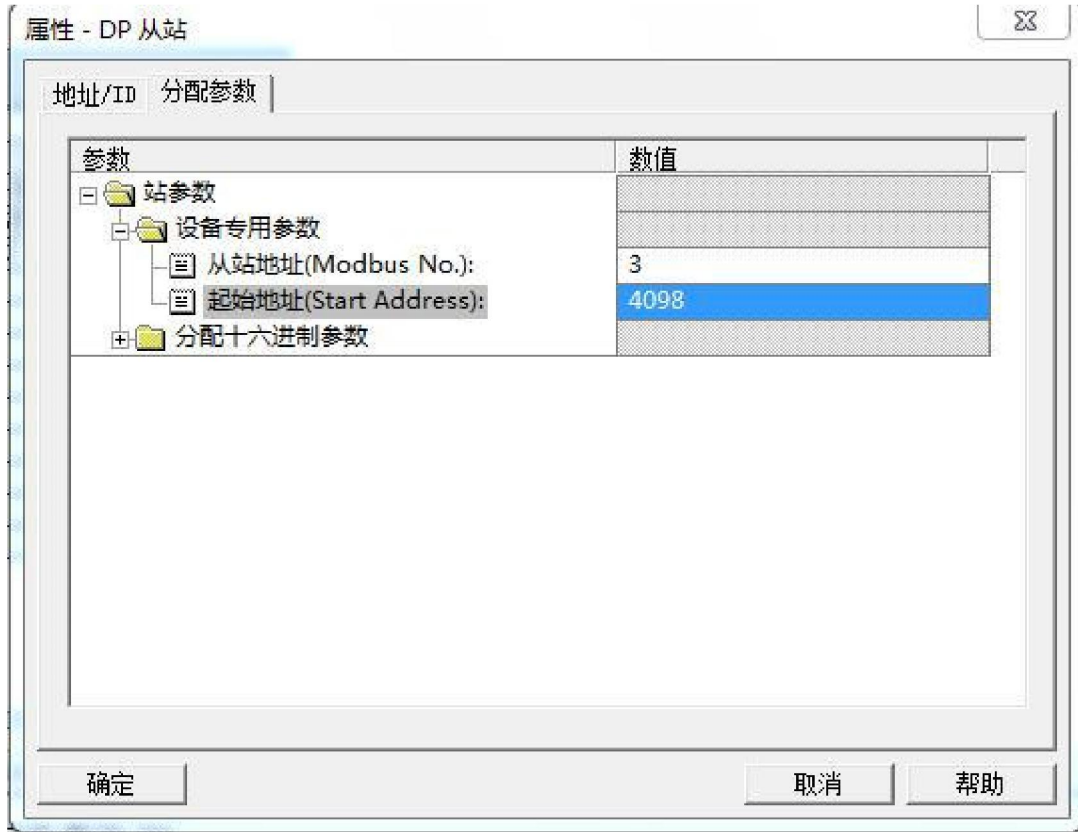 属性 - DP 从站
地址/ID 分配参数
参数 数值
站参数
设备专用参数
从站地址(Modbus No.): 3
起始地址(Start Address): 4098
分配十六进制参数
确定 取消 帮助